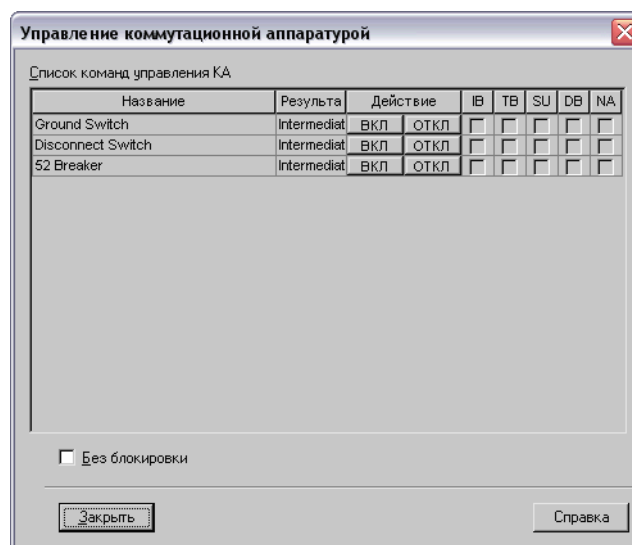 Управление коммутационной аппаратурой
Список команд управления КА
Название Результа Действие IB TB SU DB NA
Ground Switch Intermediat ВКЛ ОТКЛ
Disconnect Switch Intermediat ВКЛ ОТКЛ
52 Breaker Intermediat ВКЛ ОТКЛ
Без блокировки
Закрыть Справка